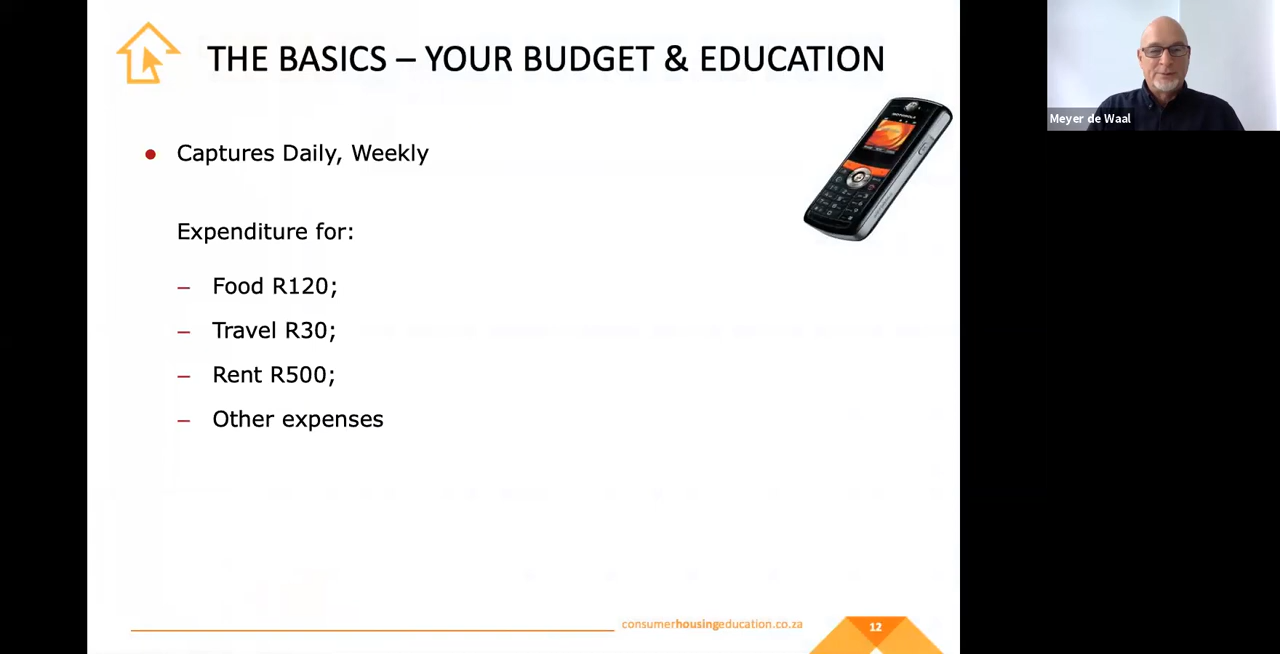 THE BASICS – YOUR BUDGET & EDUCATION
Meyer de Waal
MOTOROLA
• Captures Daily, Weekly
Expenditure for:
– Food R120;
– Travel R30;
– Rent R500;
– Other expenses
consumerhousingeducation.co.za
12